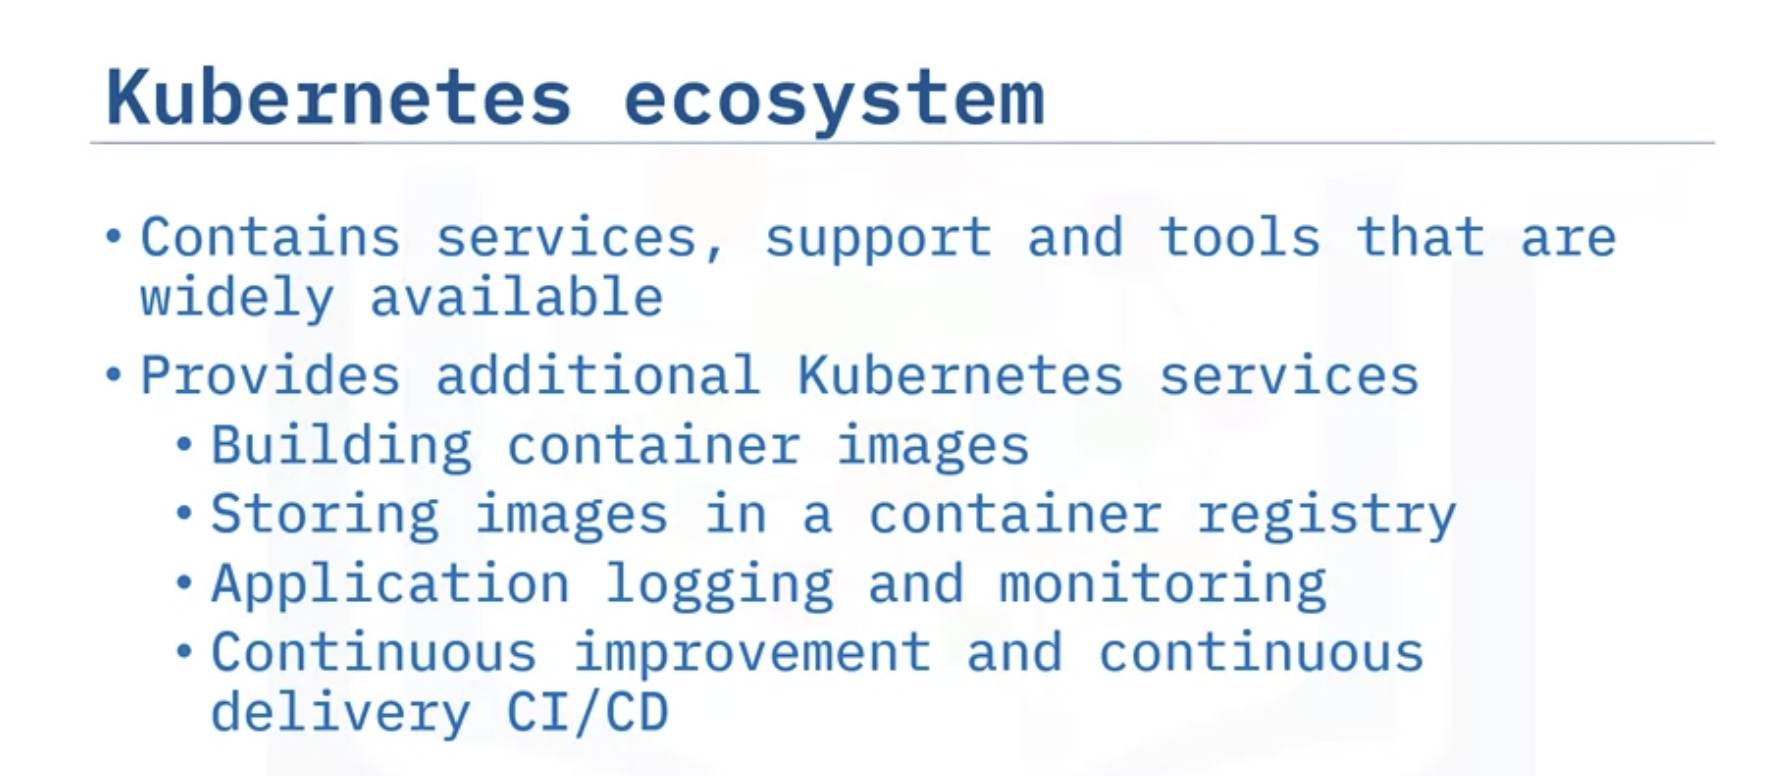 Kubernetes ecosystem
• Contains services, support and tools that are
widely available
• Provides additional Kubernetes services
• Building container images
• Storing images in a container registry
• Application logging and monitoring
• Continuous improvement and continuous
delivery CI/CD